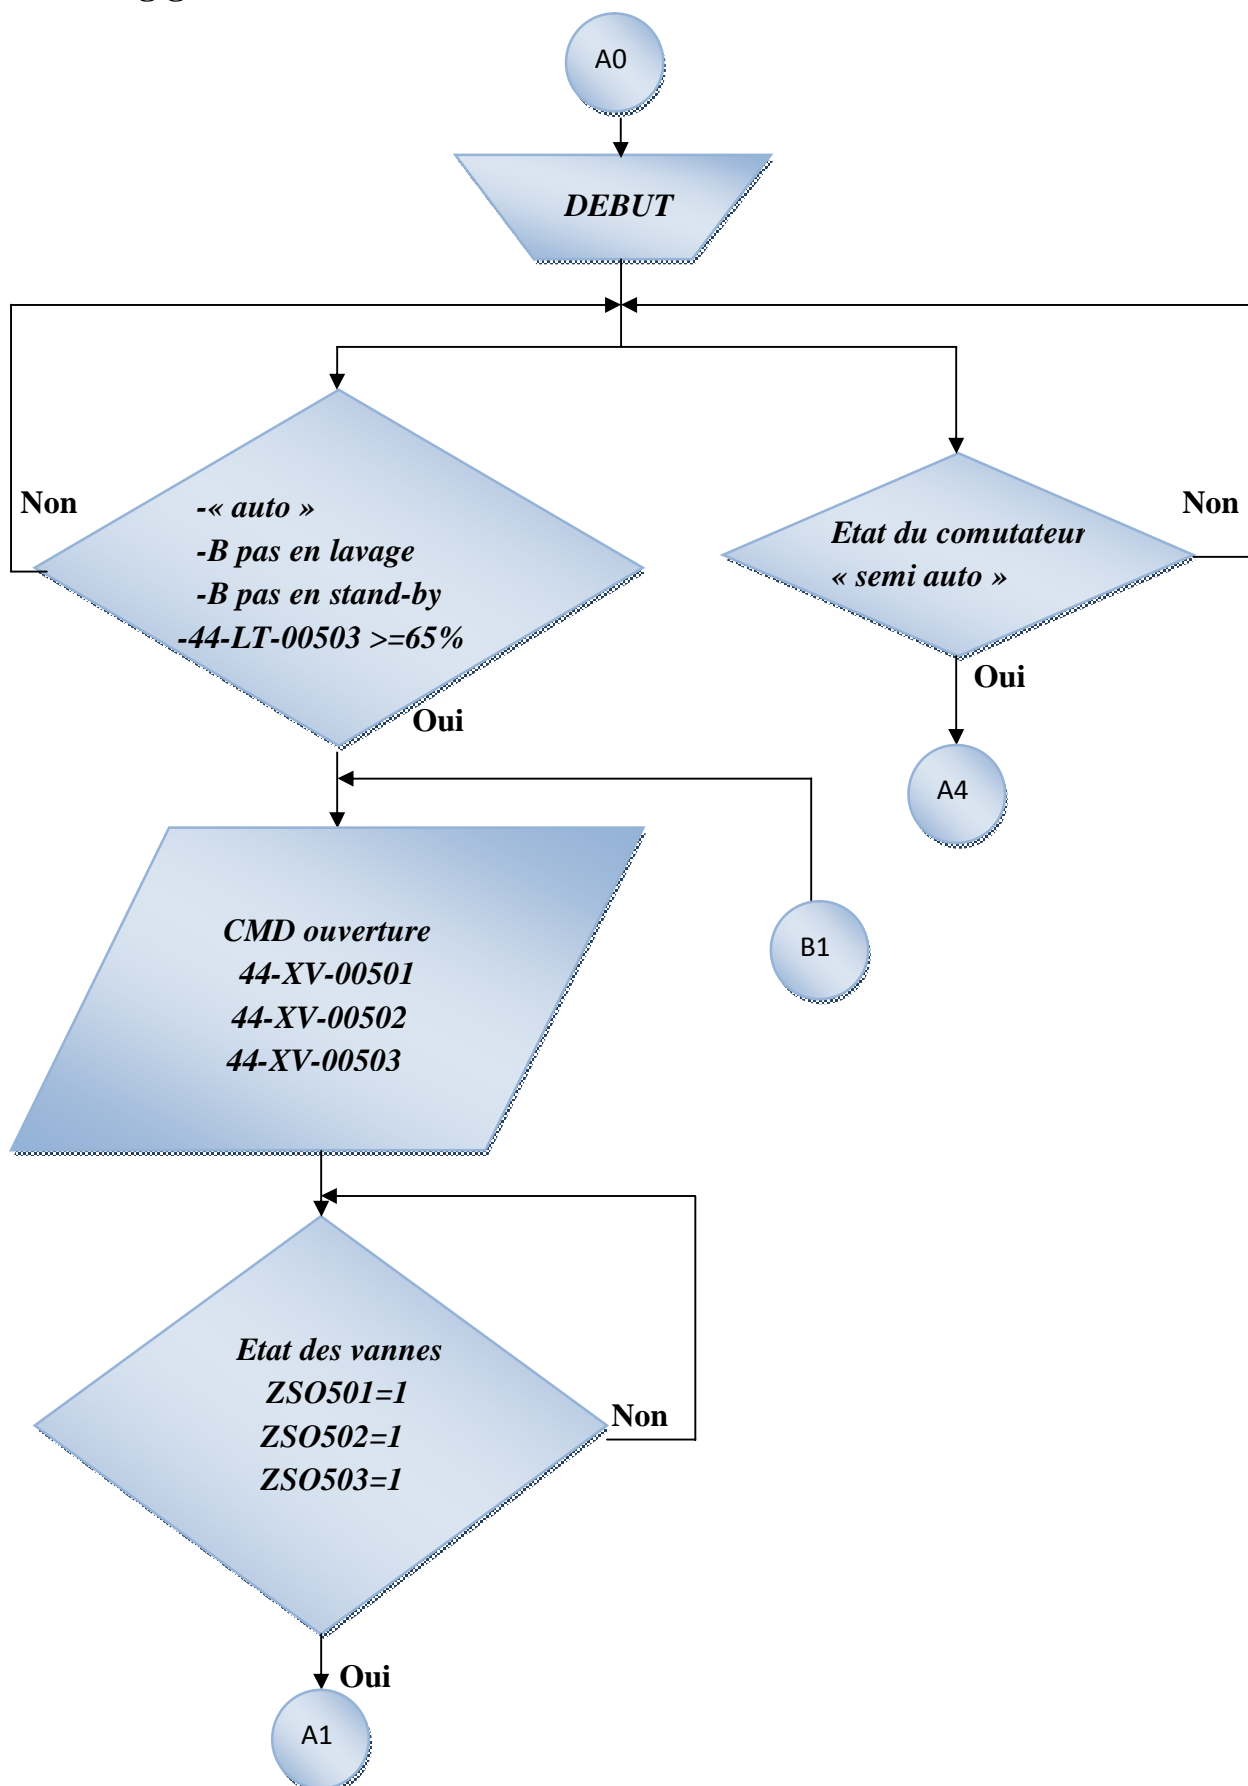 A0
DEBUT
Non
-« auto »
-B pas en lavage
-B pas en stand-by
-44-LT-00503 >=65%
Oui
Etat du comutateur
« semi auto »
Non
Oui
A4
CMD ouverture
44-XV-00501
44-XV-00502
44-XV-00503
B1
Etat des vannes
ZSO501=1
ZSO502=1
ZSO503=1
Non
Oui
A1